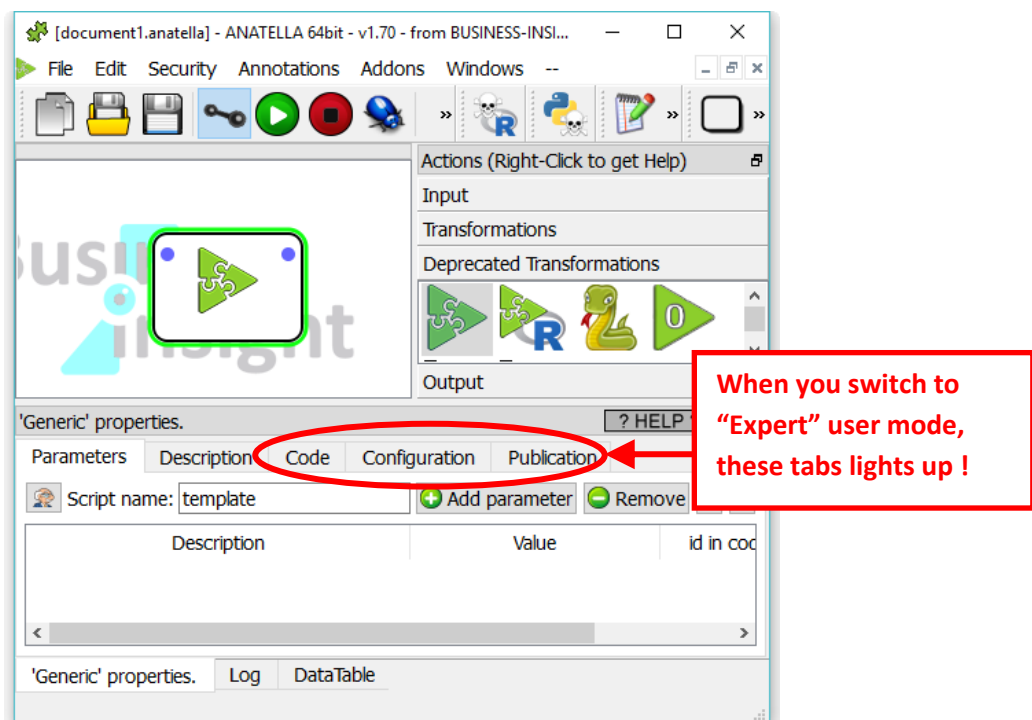 [document1.anatella] - ANATELLA 64bit - v1.70 - from BUSINESS-INSI...
File Edit Security Annotations Addons Windows --
» » »
R
Actions (Right-Click to get Help)
Input
Transformations
Deprecated Transformations
R 0
Output
Busi
insight
'Generic' properties. ? HELP
Parameters Description Code Configuration Publication
Script name: template Add parameter Remove
Description Value id in cod
'Generic' properties. Log DataTable
When you switch to
“Expert” user mode,
these tabs lights up !